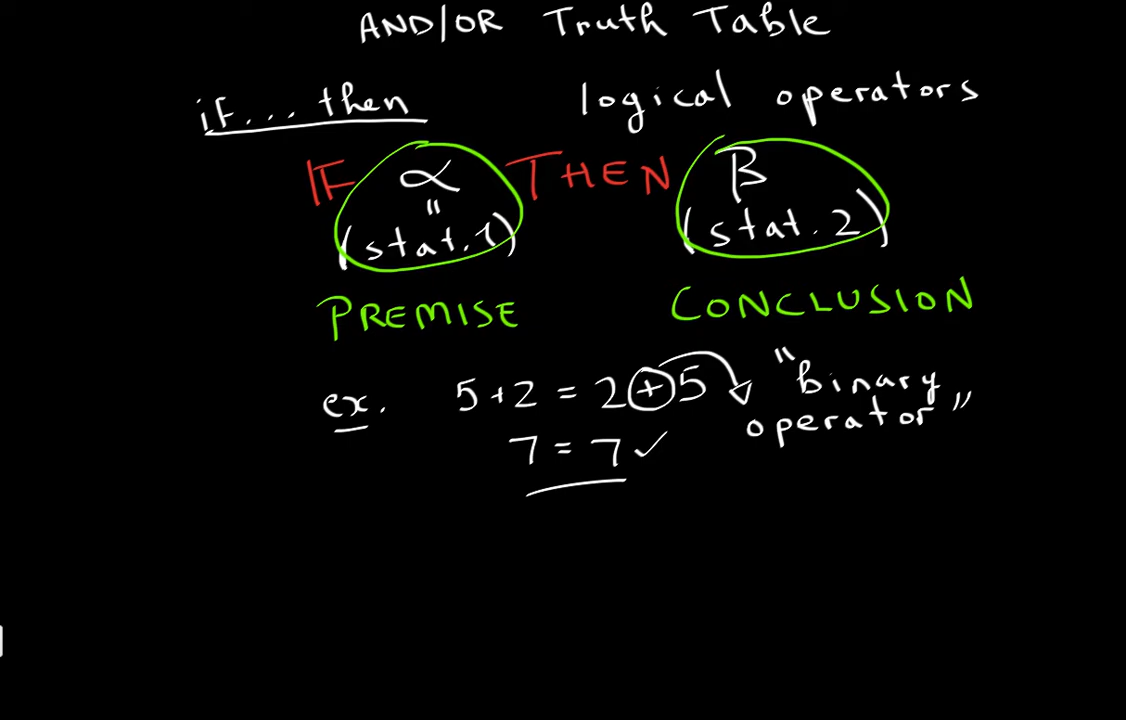 AND/OR Truth Table
if... then logical operators
IF α THEN β
" 
(stat. 1) (stat. 2)
PREMISE CONCLUSION
ex. 5+2 = 2+5 "binary
operator"
7 = 7 ✓